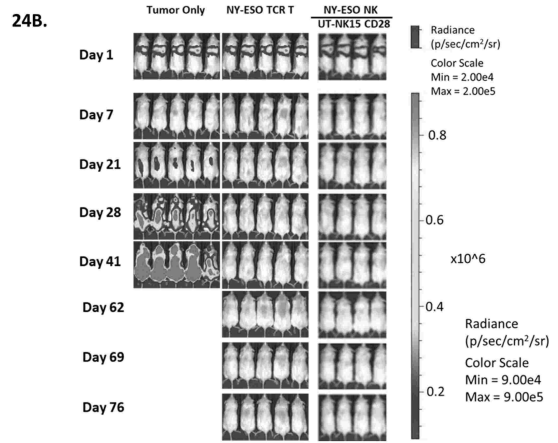 24B.
Tumor Only
NY-ESO TCR T
NY-ESO NK
UT-NK15 CD28
Day 1
Day 7
Day 21
Day 28
Day 41
Day 62
Day 69
Day 76
Radiance
(p/sec/cm²/sr)
Color Scale
Min = 2.00e4
Max = 2.00e5
0.8
0.6
x10^6
0.4
0.2
Radiance
(p/sec/cm²/sr)
Color Scale
Min = 9.00e4
Max = 9.00e5